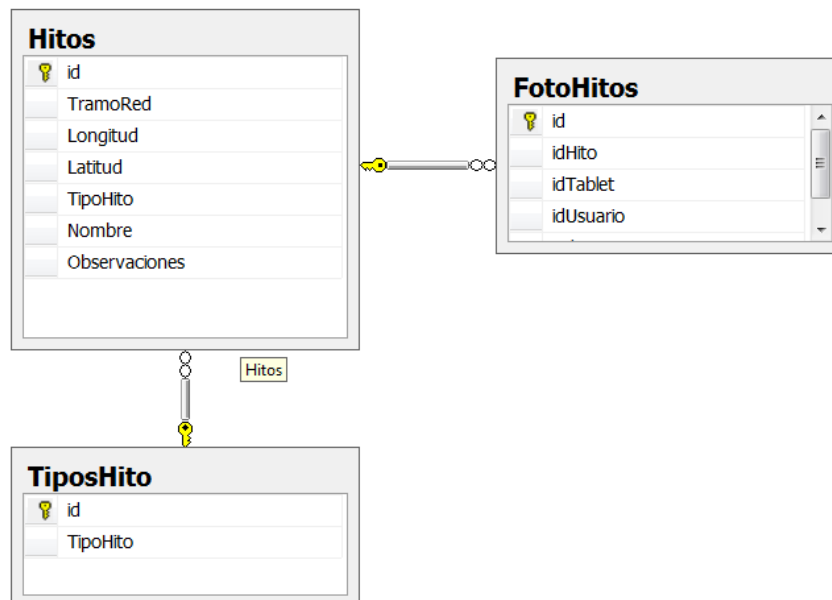 Hitos
id
TramoRed
Longitud
Latitud
TipoHito
Nombre
Observaciones
FotoHitos
id
idHito
idTablet
idUsuario
Hitos
TiposHito
id
TipoHito